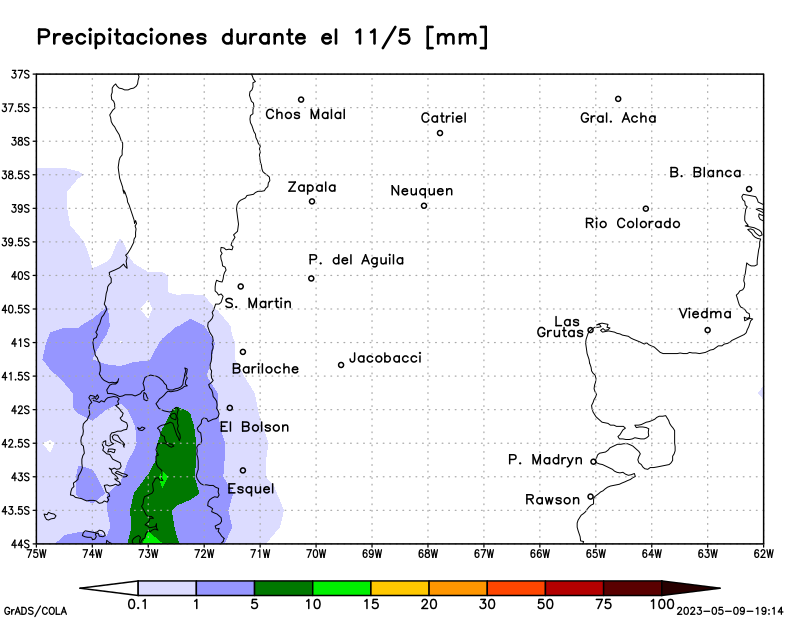 Precipitaciones durante el 11/5 [mm]
37S
37.5S
38S
38.5S
39S
39.5S
40S
40.5S
41S
41.5S
42S
42.5S
43S
43.5S
44S
Chos Malal
Catriel
Gral. Acha
B. Blanca
Zapala
Neuquen
Rio Colorado
P. del Aguila
S. Martin
Las
Grutas
Viedma
Bariloche
Jacobacci
El Bolson
P. Madryn
Esquel
Rawson
75W 74W 73W 72W 71W 70W 69W 68W 67W 66W 65W 64W 63W 62W
0.1 1 5 10 15 20 30 50 75 100
GrADS/COLA
2023-05-09-19:14